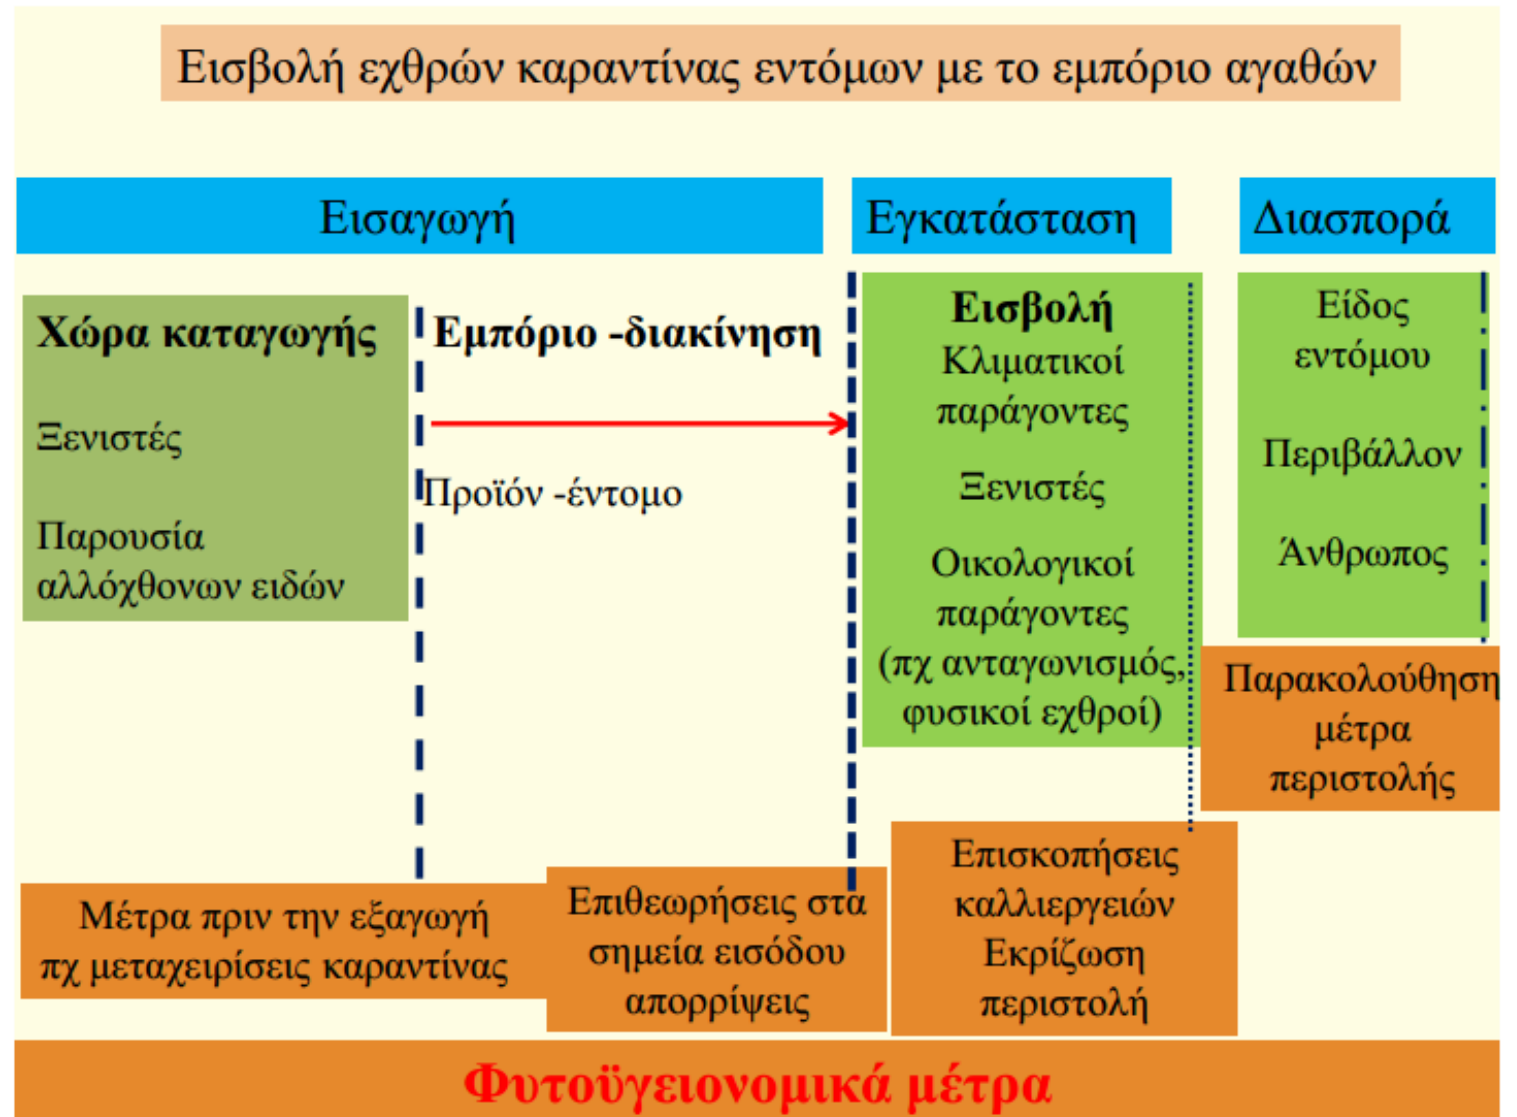 Εισβολή εχθρών καραντίνας εντόμων με το εμπόριο αγαθών
Εισαγωγή
Εγκατάσταση
Διασπορά
Χώρα καταγωγής
Ξενιστές
Παρουσία
αλλόχθονων ειδών
Εμπόριο -διακίνηση
Προϊόν -έντομο
Εισβολή
Κλιματικοί
παράγοντες
Ξενιστές
Οικολογικοί
παράγοντες
(πχ ανταγωνισμός,
φυσικοί εχθροί)
Είδος
εντόμου
Περιβάλλον
Άνθρωπος
Μέτρα πριν την εξαγωγή
πχ μεταχειρίσεις καραντίνας
Επιθεωρήσεις στα
σημεία εισόδου
απορρίψεις
Επισκοπήσεις
καλλιεργειών
Εκρίζωση
περιστολή
Παρακολούθηση
μέτρα
περιστολής
Φυτοϋγειονομικά μέτρα